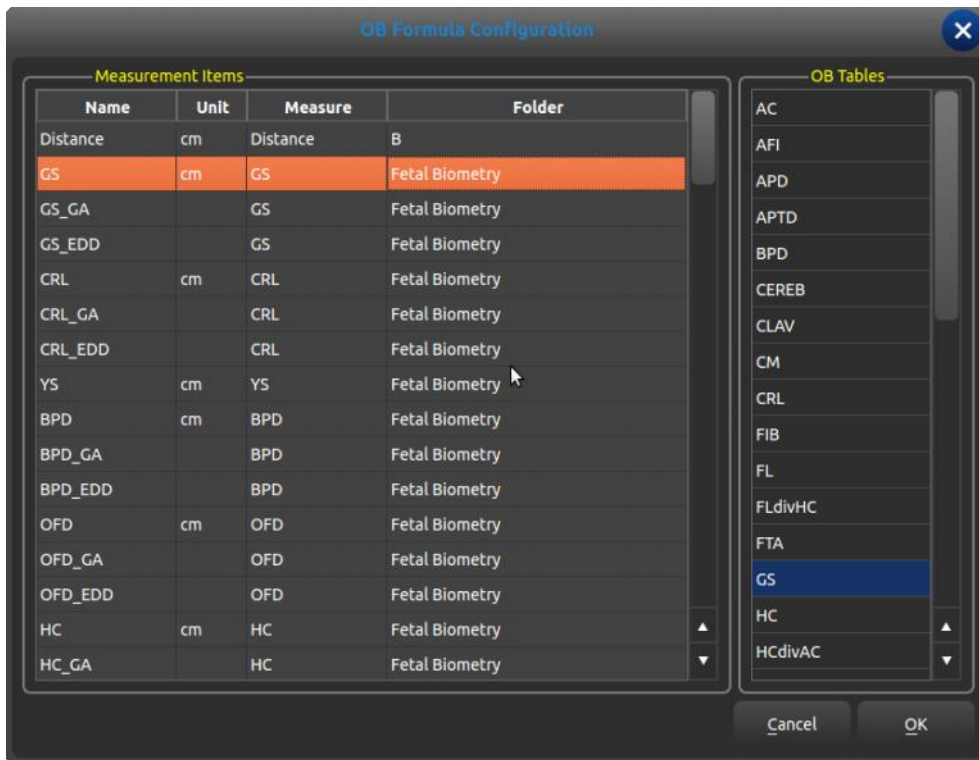 OB Formula Configuration
Measurement Items
Name Unit Measure Folder
Distance cm Distance B
GS cm GS Fetal Biometry
GS_GA GS Fetal Biometry
GS_EDD GS Fetal Biometry
CRL cm CRL Fetal Biometry
CRL_GA CRL Fetal Biometry
CRL_EDD CRL Fetal Biometry
YS cm YS Fetal Biometry
BPD cm BPD Fetal Biometry
BPD_GA BPD Fetal Biometry
BPD_EDD BPD Fetal Biometry
OFD cm OFD Fetal Biometry
OFD_GA OFD Fetal Biometry
OFD_EDD OFD Fetal Biometry
HC cm HC Fetal Biometry
HC_GA HC Fetal Biometry
OB Tables
AC
AFI
APD
APTD
BPD
CEREB
CLAV
CM
CRL
FIB
FL
FLdivHC
FTA
GS
HC
HCdivAC
Cancel OK